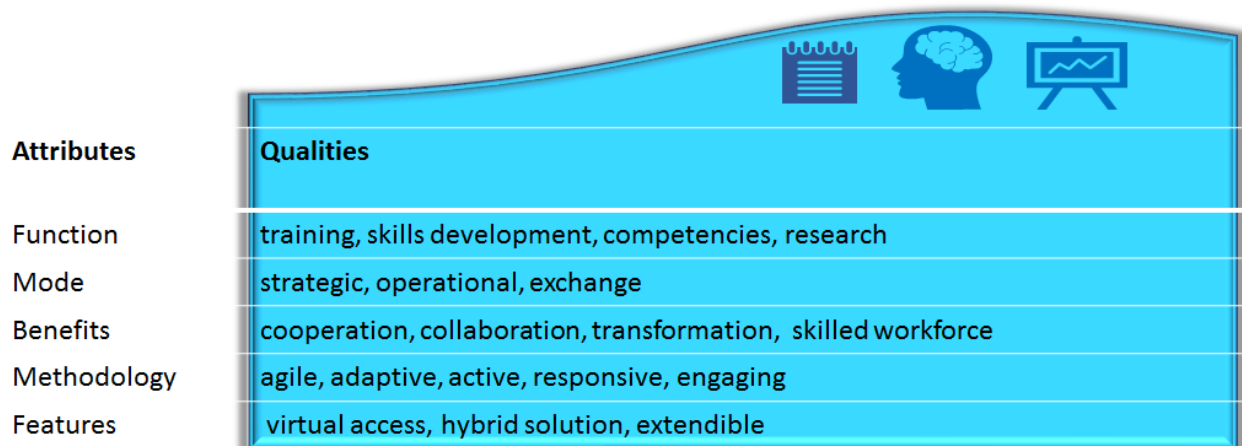 Attributes Qualities
Function training, skills development, competencies, research
Mode strategic, operational, exchange
Benefits cooperation, collaboration, transformation, skilled workforce
Methodology agile, adaptive, active, responsive, engaging
Features virtual access, hybrid solution, extendible